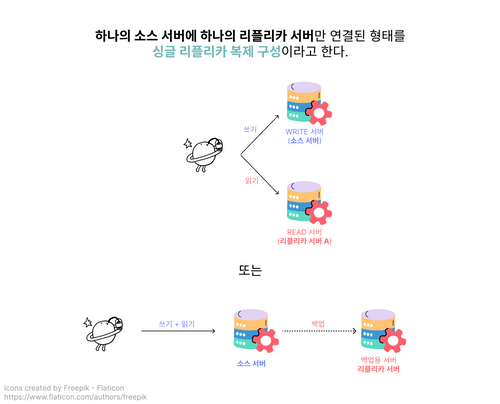 하나의 소스 서버에 하나의 리플리카 서버만 연결된 형태를
싱글 리플리카 복제 구성이라고 한다.
쓰기
WRITE 서버
(소스 서버)
읽기
READ 서버
(리플리카 서버 A)
또는
쓰기 + 읽기
백업
소스 서버
백업용 서버
리플리카 서버
icons created by Freepik - Flaticon
https://www.flaticon.com/authors/freepik